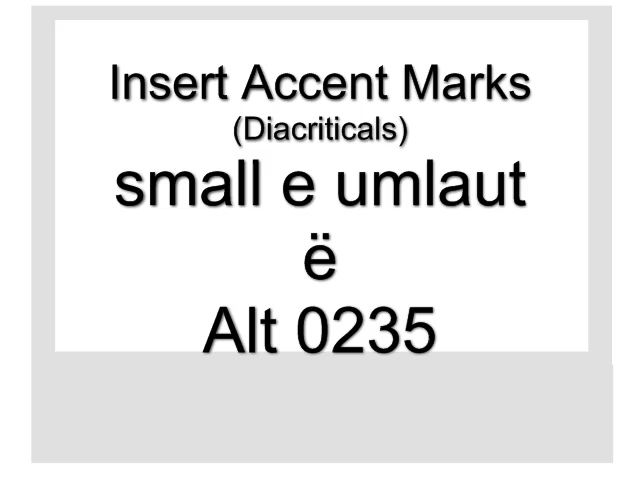 Insert Accent Marks
(Diacriticals)
small e umlaut
ë
Alt 0235